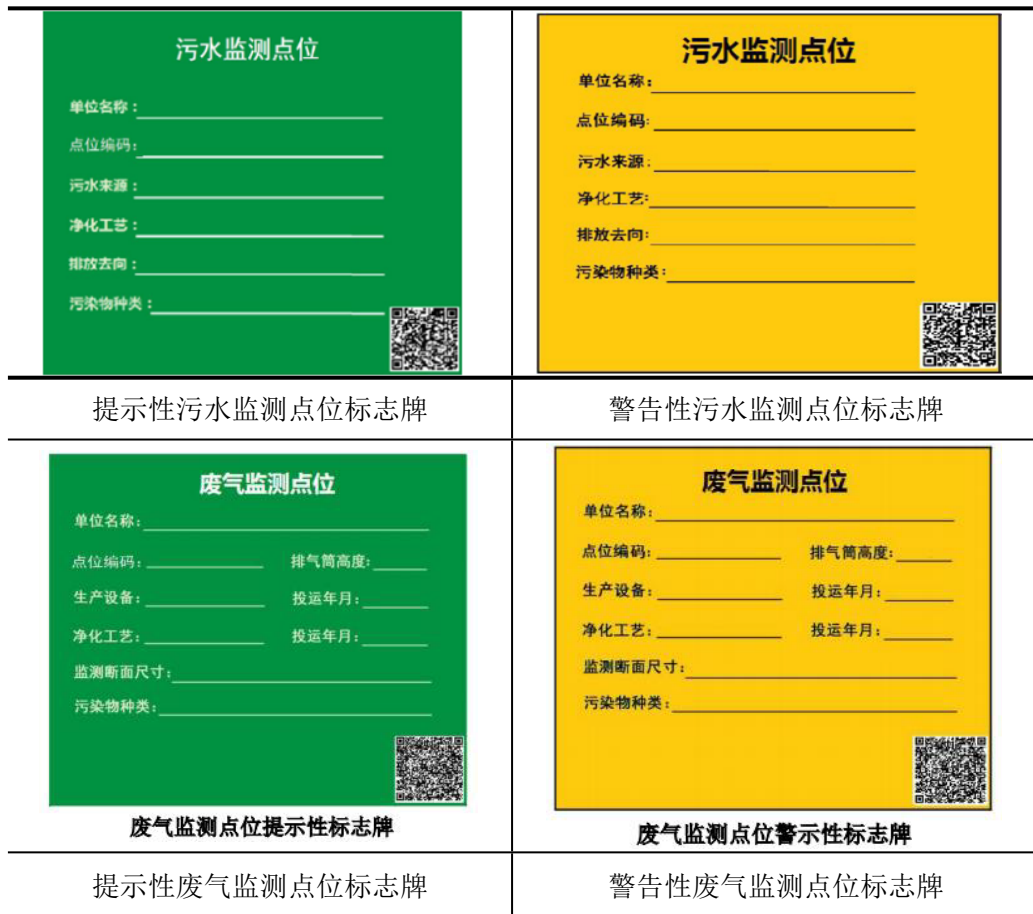 污水监测点位
单位名称：
点位编码：
污水来源：
净化工艺：
排放去向：
污染物种类：
污水监测点位
单位名称：
点位编码：
污水来源：
净化工艺：
排放去向：
污染物种类：
提示性污水监测点位标志牌
警告性污水监测点位标志牌
废气监测点位
单位名称：
点位编码： 排气筒高度：
生产设备： 投运年月：
净化工艺： 投运年月：
监测断面尺寸：
污染物种类：
废气监测点位提示性标志牌
废气监测点位
单位名称：
点位编码： 排气筒高度：
生产设备： 投运年月：
净化工艺： 投运年月：
监测断面尺寸：
污染物种类：
废气监测点位警示性标志牌
提示性废气监测点位标志牌
警告性废气监测点位标志牌